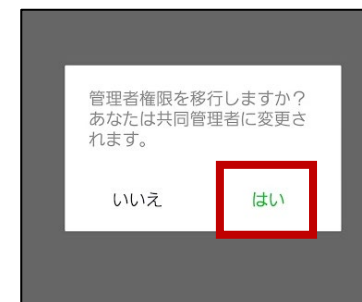 管理者権限を移行しますか？
あなたは共同管理者に変更さ
れます。
いいえ
はい